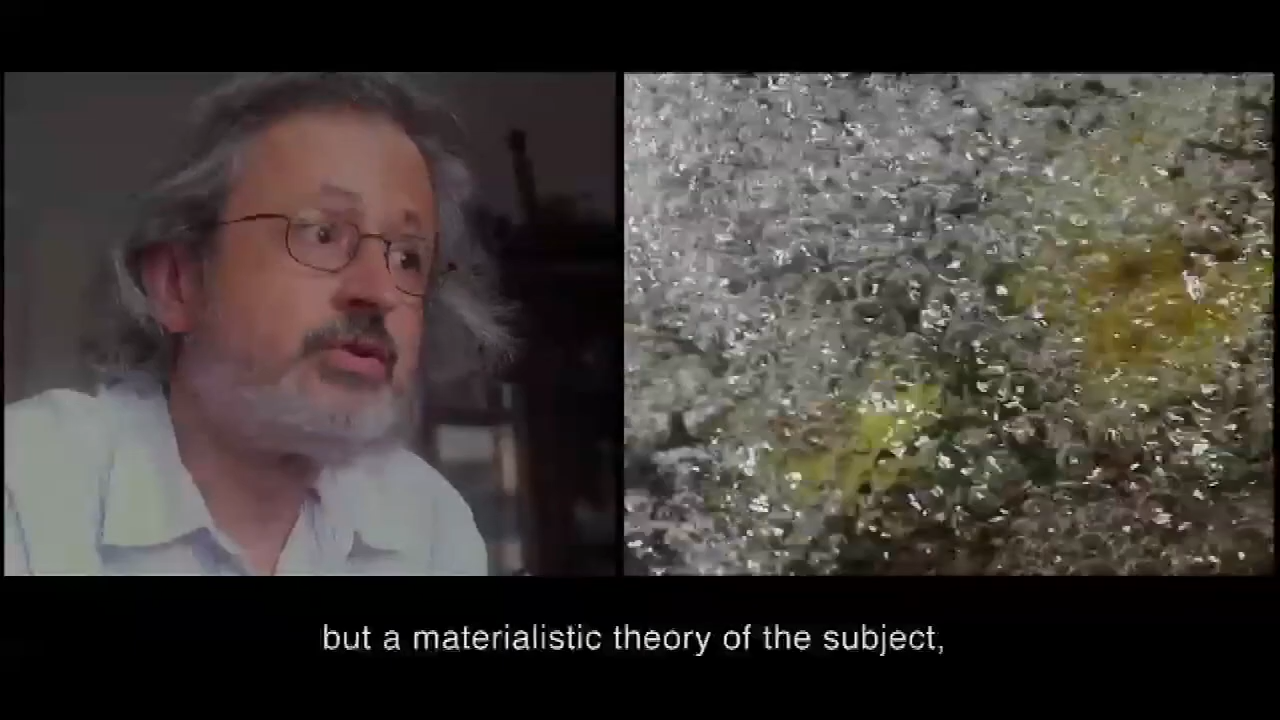 but a materialistic theory of the subject,